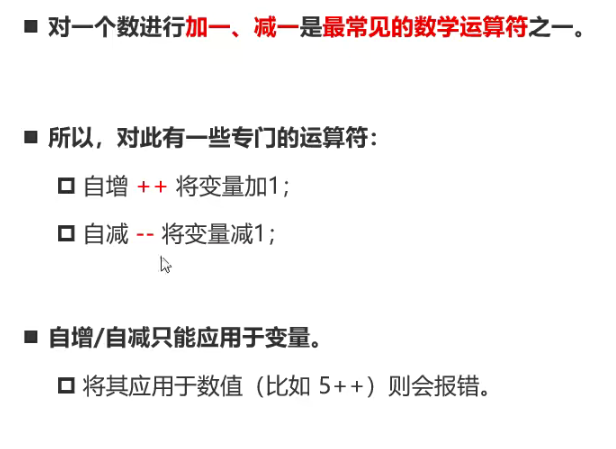 对一个数进行加一、减一是最常见的数学运算符之一。
所以，对此有一些专门的运算符：
自增 ++ 将变量加1；
自减 -- 将变量减1；
自增/自减只能应用于变量。
将其应用于数值（比如 5++）则会报错。